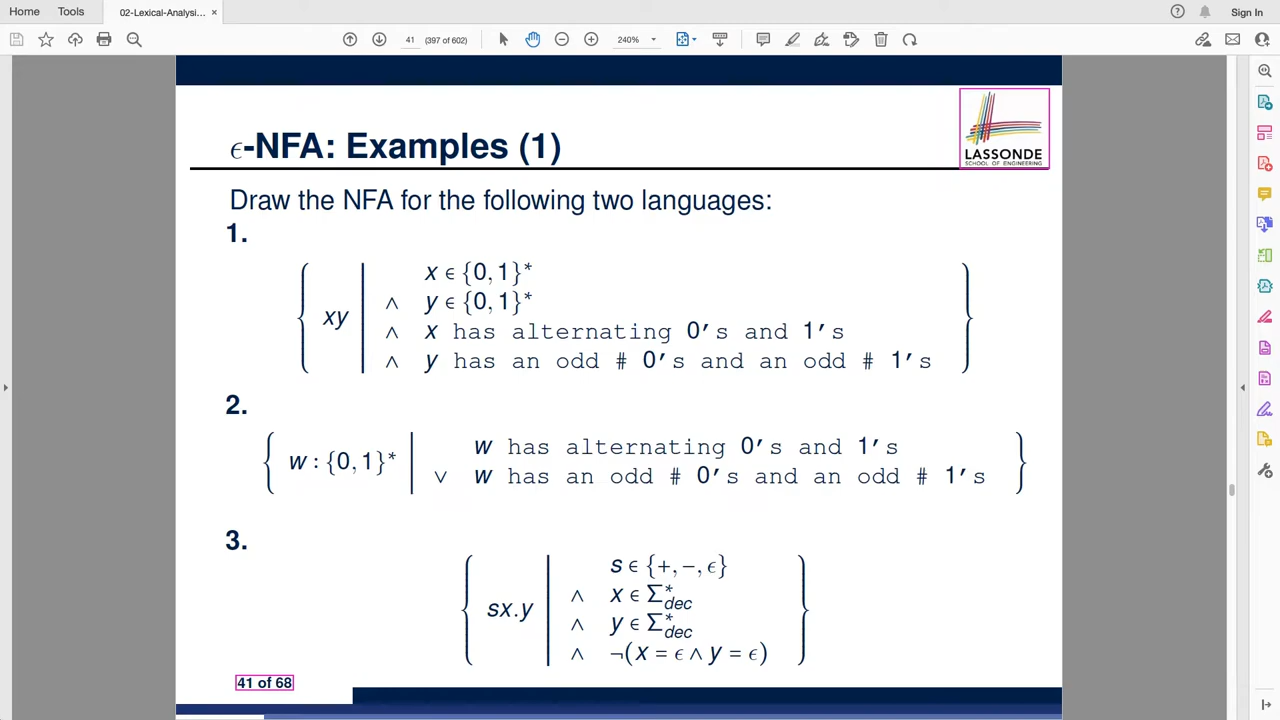 Home Tools 02-Lexical-Analysi... × Sign In
41 (397 of 602) 240%
ϵ-NFA: Examples (1)
LASSONDE
SCHOOL OF ENGINEERING
Draw the NFA for the following two languages:
1.
{ xy | x ∈ {0, 1}*
∧ y ∈ {0, 1}*
∧ x has alternating 0's and 1's
∧ y has an odd # 0's and an odd # 1's }
2.
{ w : {0, 1}* | w has alternating 0's and 1's
∨ w has an odd # 0's and an odd # 1's }
3.
{ sx.y | s ∈ {+, −, ϵ}
∧ x ∈ Σ*dec
∧ y ∈ Σ*dec
∧ ¬(x = ϵ ∧ y = ϵ) }
41 of 68